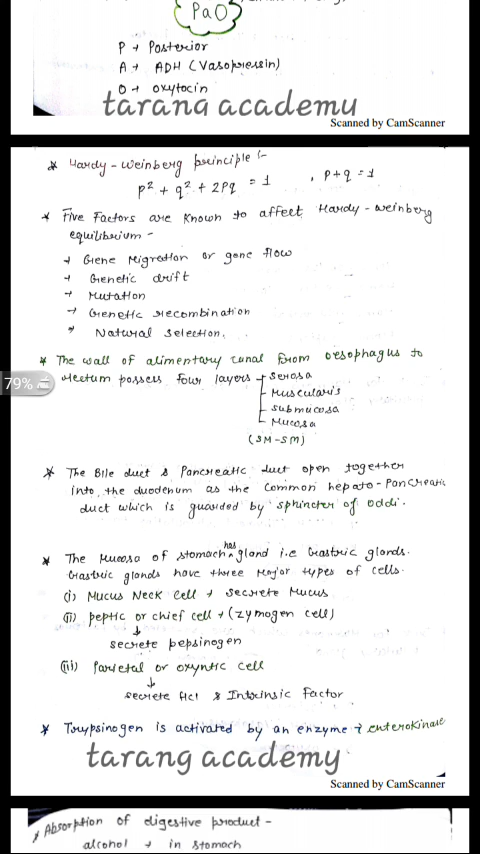 PaO
P → Posterior
A → ADH (Vasopressin)
O → oxytocin
tarang academy
Scanned by CamScanner
* Hardy-Weinberg principle :-
p² + q² + 2Pq = 1 , P+q = 1
* Five Factors are known to affect Hardy-Weinberg
equilibrium -
→ Gene Migration or gene flow
→ Genetic drift
→ Mutation
→ Genetic recombination
→ Natural selection.
* The wall of alimentary canal from oesophagus to
rectum possess four layers - Serosa
- Muscularis
- submucosa
- Mucosa
(SM-SM)
79%
* The Bile duct & Pancreatic duct open together
into the duodenum as the common hepato-Pancreatic
duct which is guarded by sphincter of oddi.
* The Mucosa of stomach has gland i.e Gastric glands.
Gastric glands have three Major types of cells.
(i) Mucus Neck cell → secrete Mucus
(ii) peptic or chief cell → (zymogen cell)
↓
secrete pepsinogen
(iii) Parietal or oxyntic cell
↓
secrete Hcl & Intrinsic Factor
* Trypsinogen is activated by an enzyme → enterokinase
tarang academy
Scanned by CamScanner
* Absorption of digestive product -
alcohol → in stomach